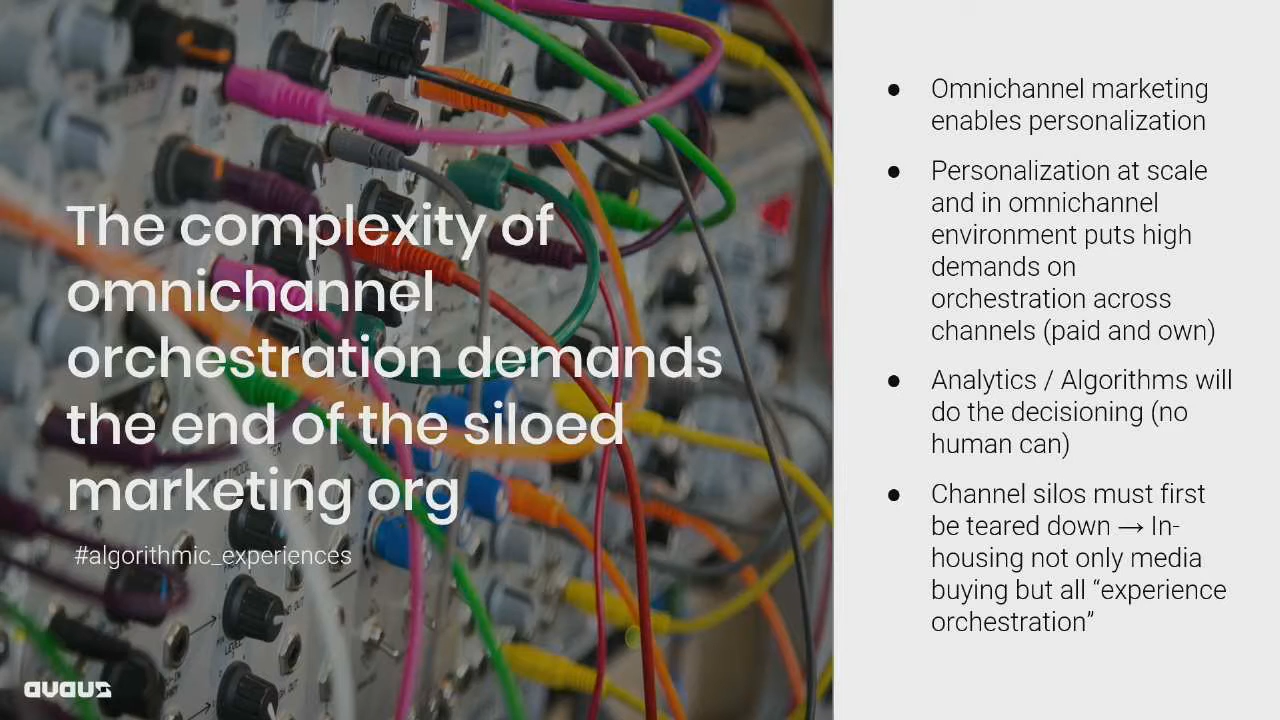 The complexity of
omnichannel
orchestration demands
the end of the siloed
marketing org
#algorithmic_experiences
avaus
● Omnichannel marketing
enables personalization
● Personalization at scale
and in omnichannel
environment puts high
demands on
orchestration across
channels (paid and own)
● Analytics / Algorithms will
do the decisioning (no
human can)
● Channel silos must first
be teared down → In-
housing not only media
buying but all “experience
orchestration”